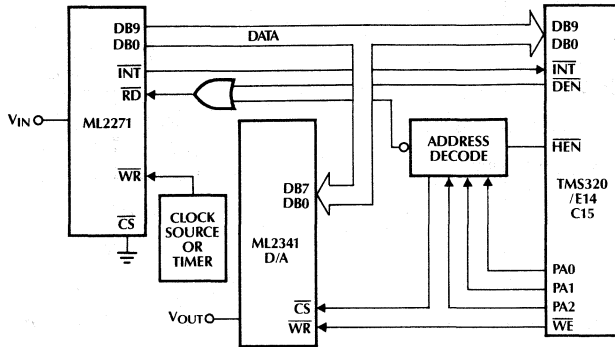 DB9
DB0
DATA
INT
RD
VIN
ML2271
WR
CS
CLOCK
SOURCE
OR
TIMER
DB7
DB0
ML2341
D/A
VOUT
CS
WR
ADDRESS
DECODE
DB9
DB0
INT
DEN
HEN
TMS320
/E14
C15
PA0
PA1
PA2
WE